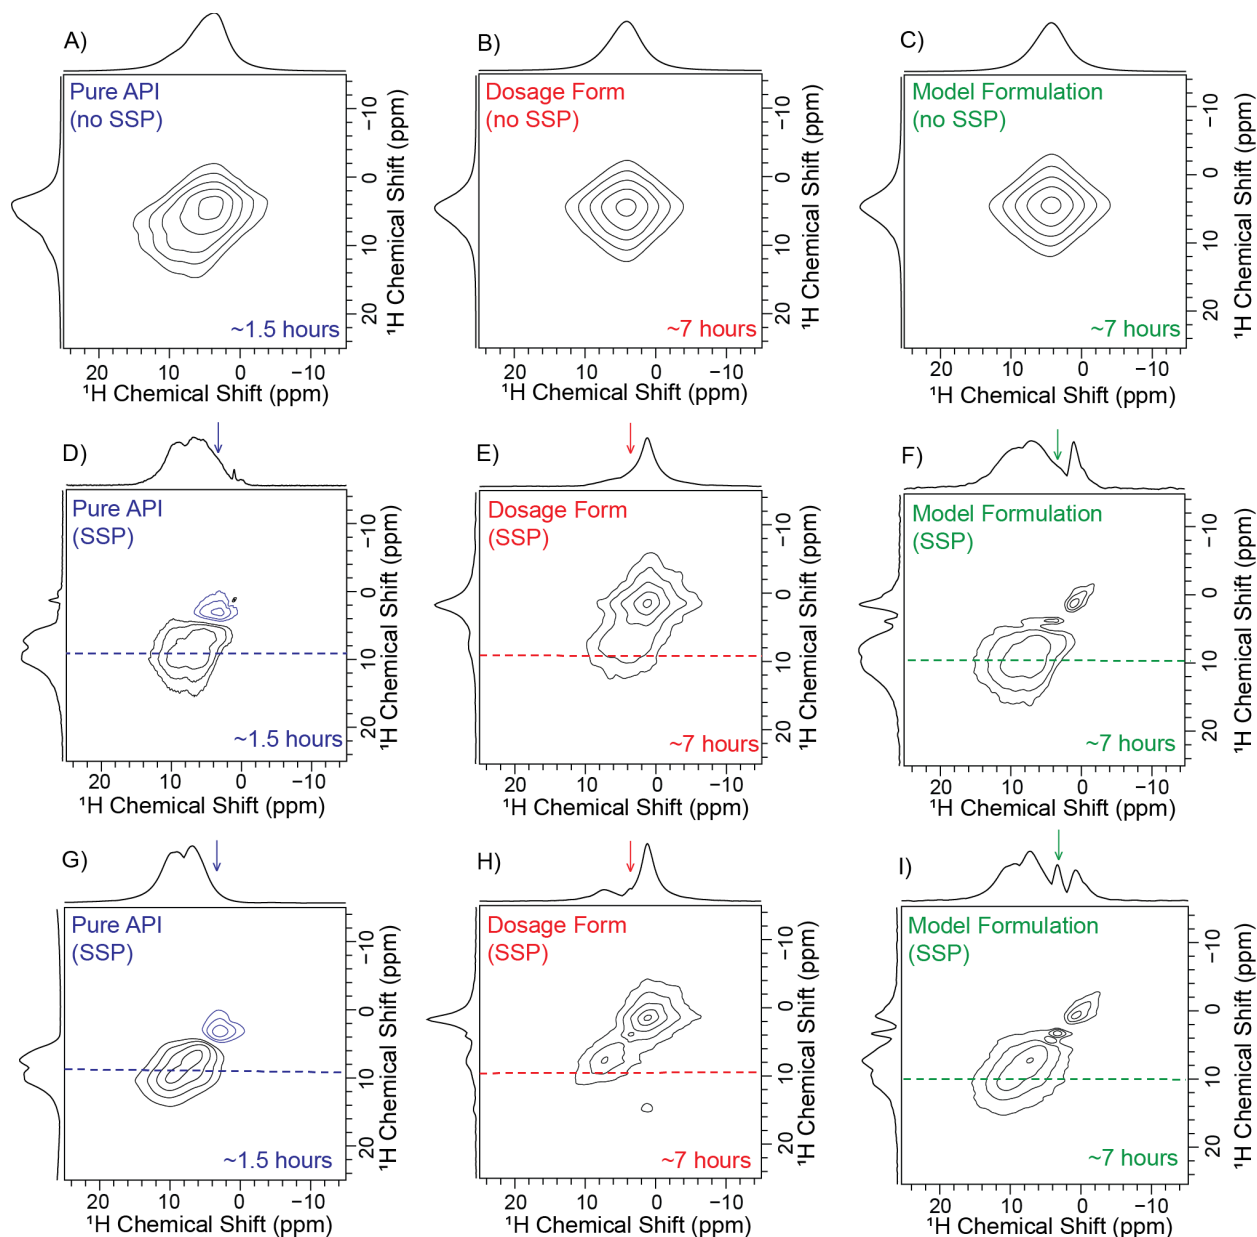 A)
Pure API
(no SSP)
~1.5 hours
-10
0
10
20
¹H Chemical Shift (ppm)
20 10 0 -10
¹H Chemical Shift (ppm)
B)
Dosage Form
(no SSP)
~7 hours
-10
0
10
20
¹H Chemical Shift (ppm)
20 10 0 -10
¹H Chemical Shift (ppm)
C)
Model Formulation
(no SSP)
~7 hours
-10
0
10
20
¹H Chemical Shift (ppm)
20 10 0 -10
¹H Chemical Shift (ppm)
D)
Pure API
(SSP)
~1.5 hours
-10
0
10
20
¹H Chemical Shift (ppm)
20 10 0 -10
¹H Chemical Shift (ppm)
E)
Dosage Form
(SSP)
~7 hours
-10
0
10
20
¹H Chemical Shift (ppm)
20 10 0 -10
¹H Chemical Shift (ppm)
F)
Model Formulation
(SSP)
~7 hours
-10
0
10
20
¹H Chemical Shift (ppm)
20 10 0 -10
¹H Chemical Shift (ppm)
G)
Pure API
(SSP)
~1.5 hours
-10
0
10
20
¹H Chemical Shift (ppm)
20 10 0 -10
¹H Chemical Shift (ppm)
H)
Dosage Form
(SSP)
~7 hours
-10
0
10
20
¹H Chemical Shift (ppm)
20 10 0 -10
¹H Chemical Shift (ppm)
I)
Model Formulation
(SSP)
~7 hours
-10
0
10
20
¹H Chemical Shift (ppm)
20 10 0 -10
¹H Chemical Shift (ppm)